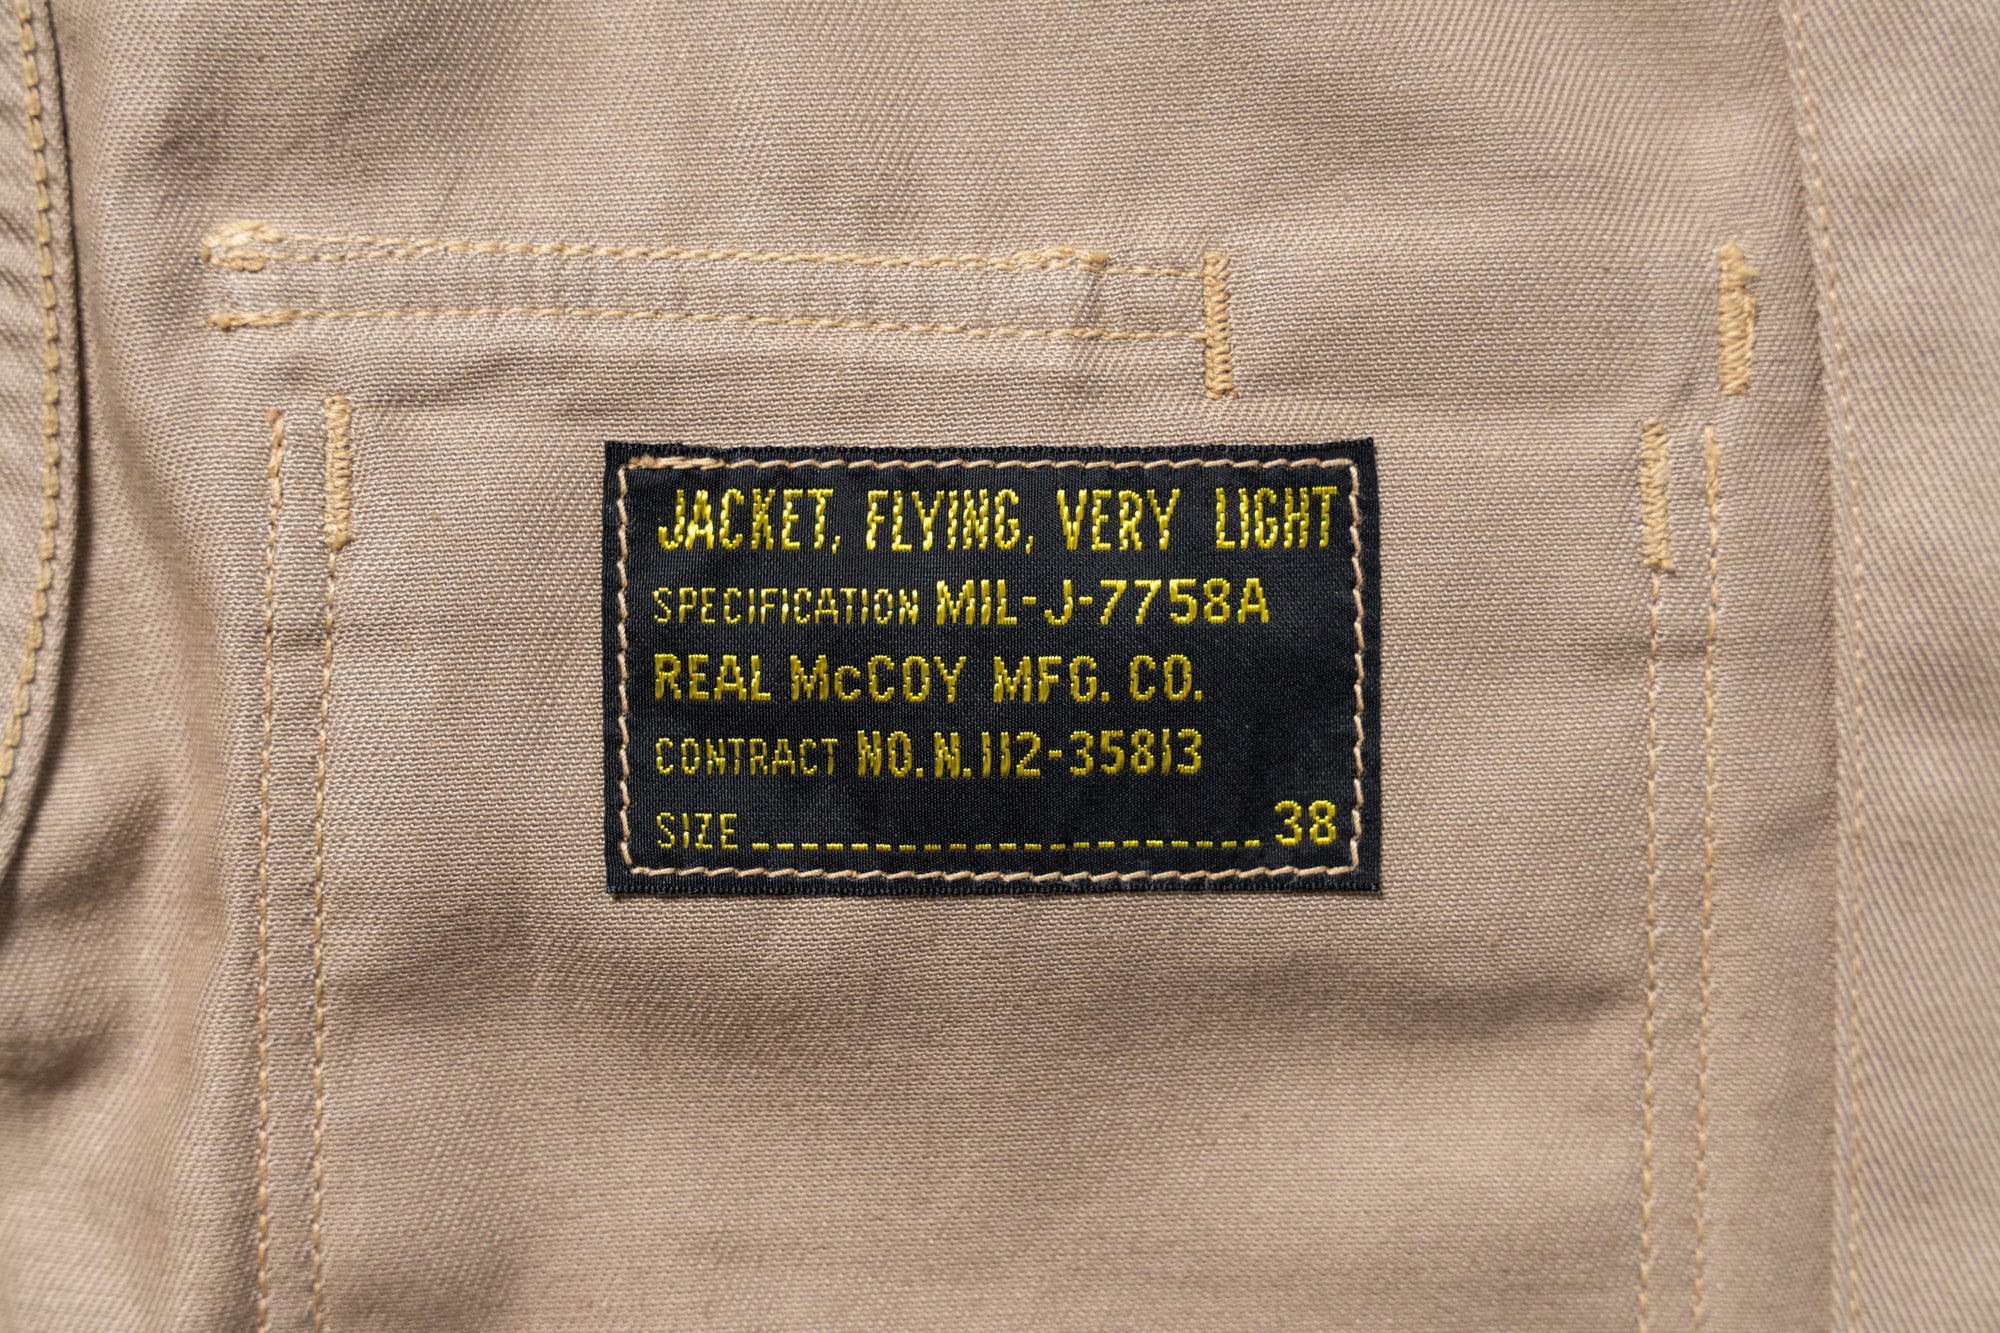 JACKET, FLYING, VERY LIGHT
SPECIFICATION MIL-J-7758A
REAL McCOY MFG. CO.
CONTRACT NO. N.112-35813
SIZE _ _ _ _ _ _ _ _ _ _ _ _ _ _ _ _ _ _ _ _ _ 38